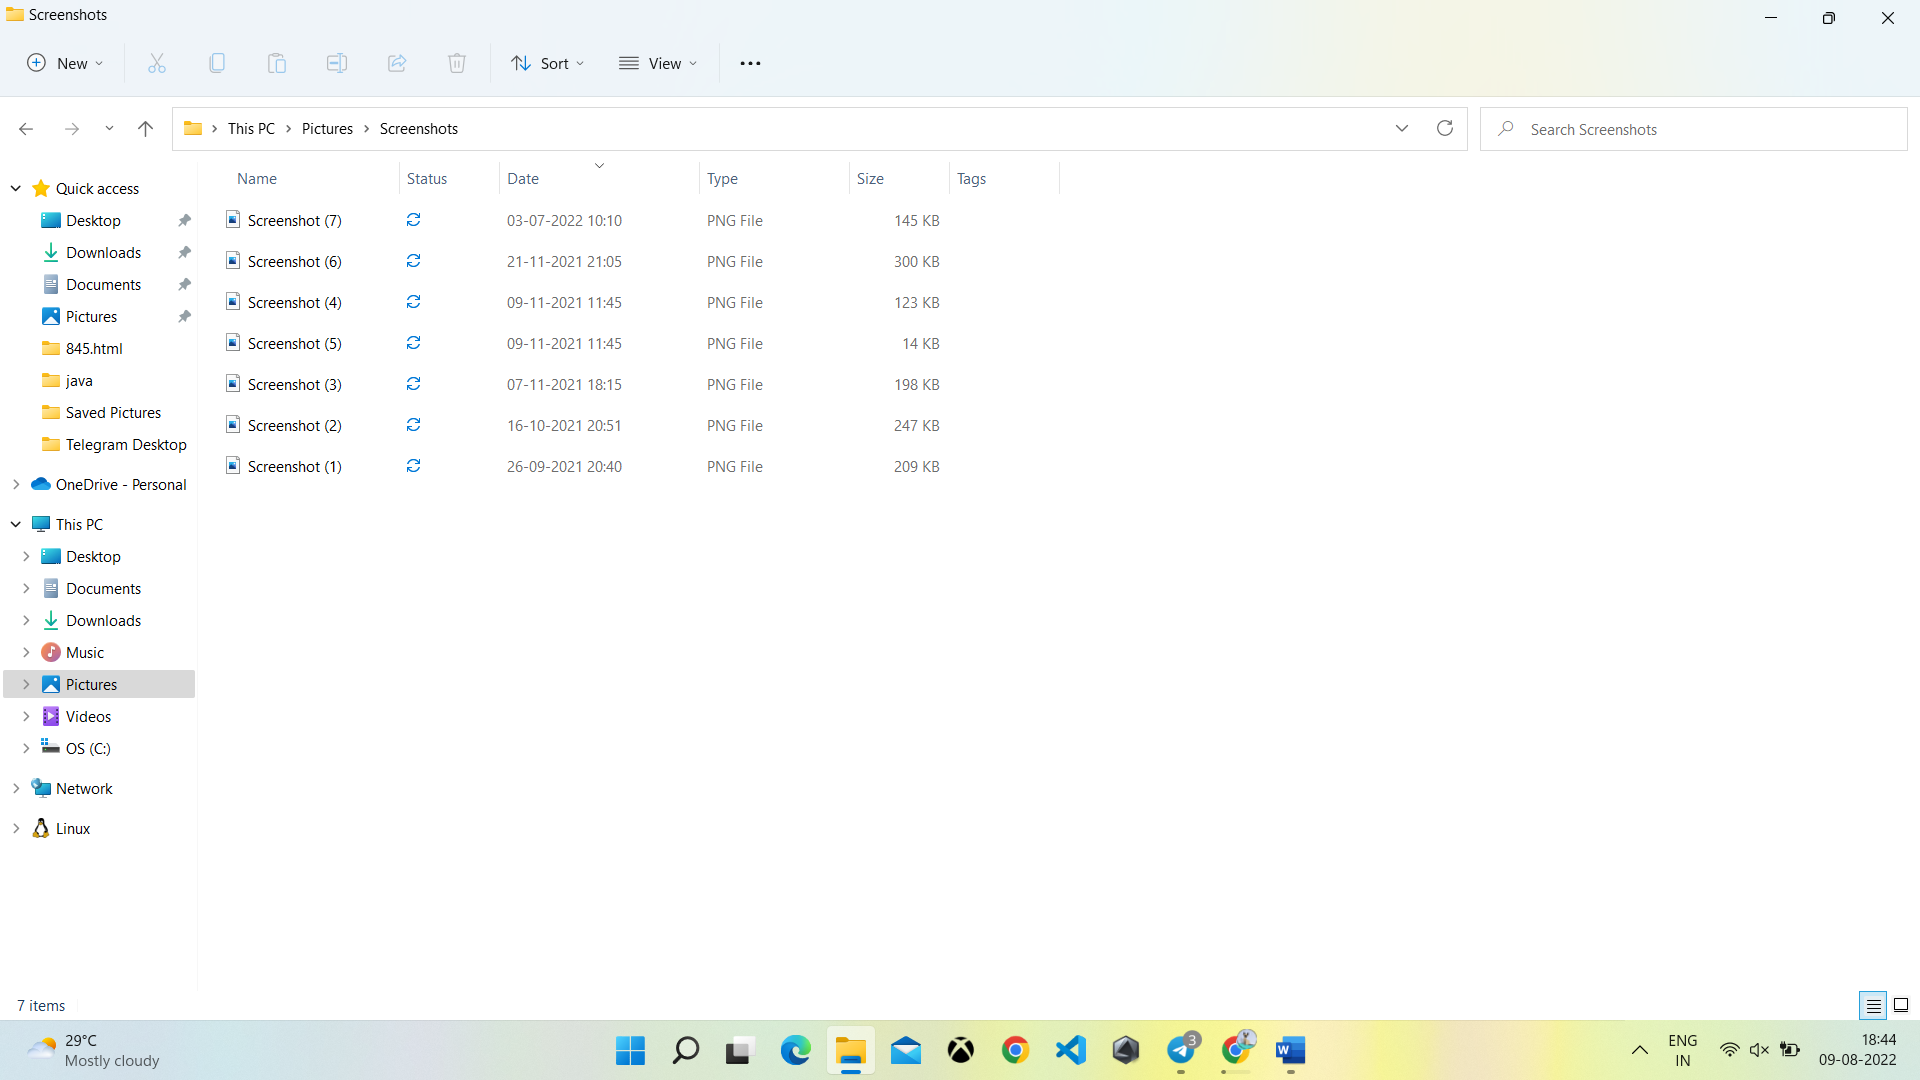 Screenshots
New
Sort
View
This PC
Pictures
Screenshots
Search Screenshots
Name Status Date Type Size Tags
Screenshot (7) 03-07-2022 10:10 PNG File 145 KB
Screenshot (6) 21-11-2021 21:05 PNG File 300 KB
Screenshot (4) 09-11-2021 11:45 PNG File 123 KB
Screenshot (5) 09-11-2021 11:45 PNG File 14 KB
Screenshot (3) 07-11-2021 18:15 PNG File 198 KB
Screenshot (2) 16-10-2021 20:51 PNG File 247 KB
Screenshot (1) 26-09-2021 20:40 PNG File 209 KB
Quick access
Desktop
Downloads
Documents
Pictures
845.html
java
Saved Pictures
Telegram Desktop
OneDrive - Personal
This PC
Desktop
Documents
Downloads
Music
Pictures
Videos
OS (C:)
Network
Linux
7 items
29°C
Mostly cloudy
3
W
ENG
IN
18:44
09-08-2022